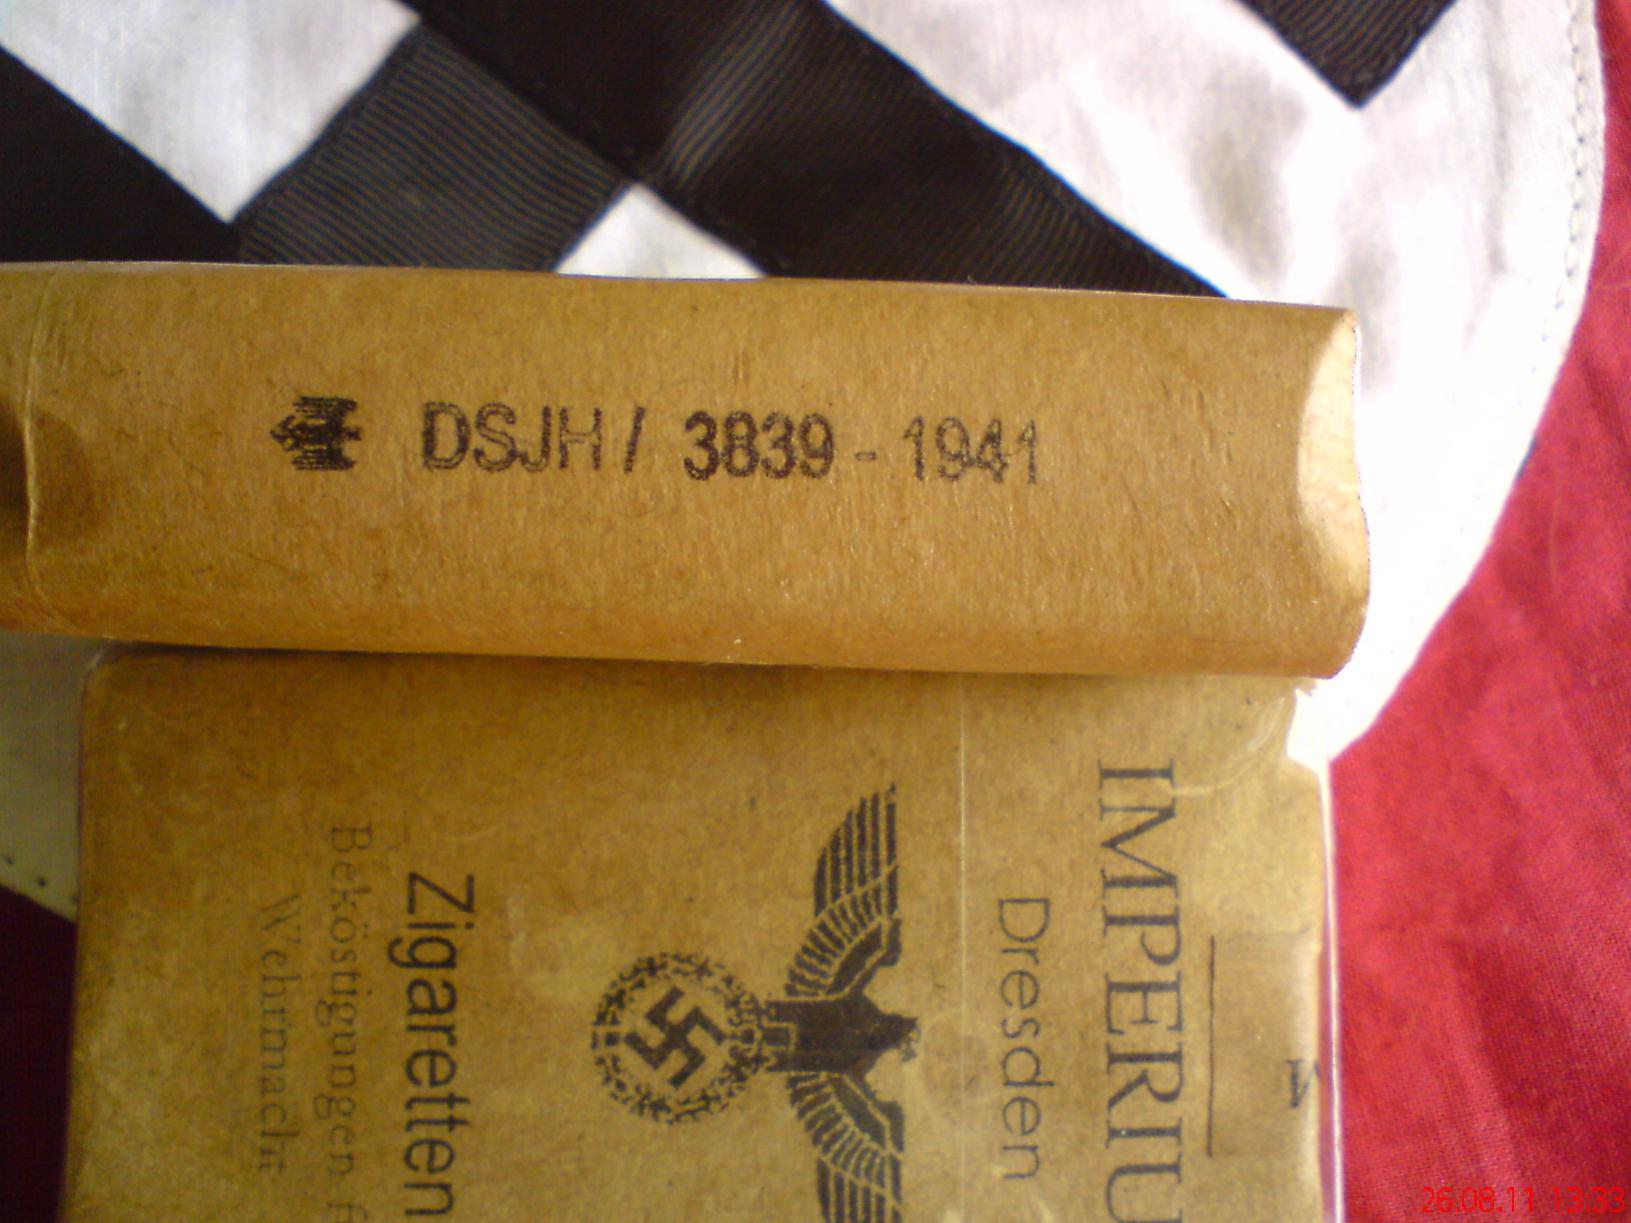 DSJH / 3839 - 1941
IMPERIU
Dresden
Zigaretten
Beköstigungen f
Wehrmacht
26.08.11 13:33